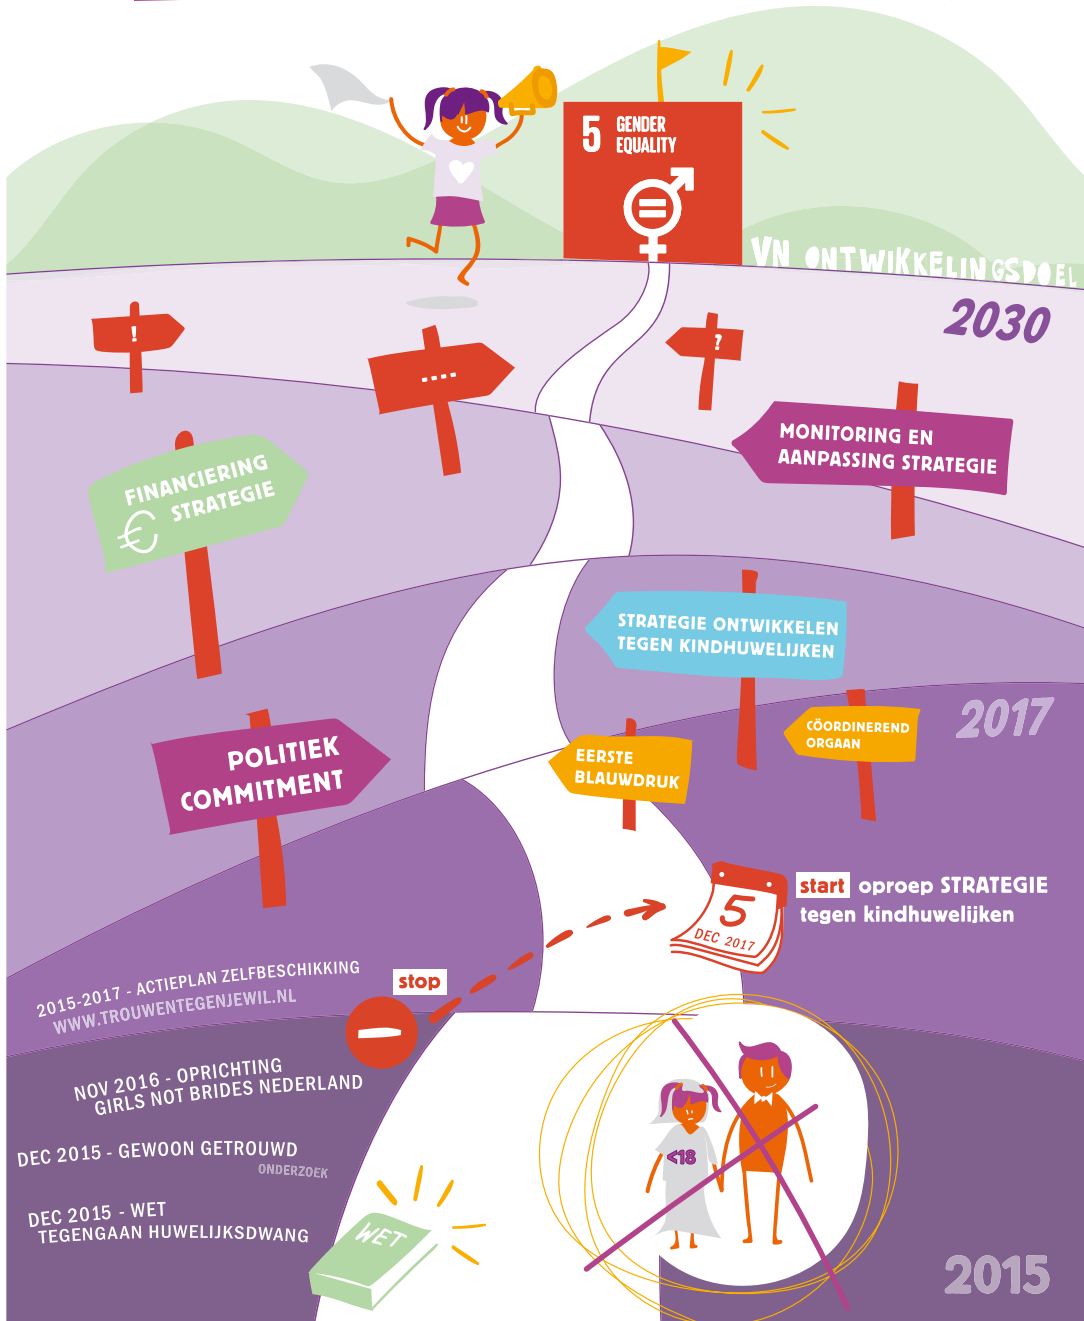 5 GENDER
EQUALITY
VN ONTWIKKELINGSDOEL
2030
!
....
?
MONITORING EN
AANPASSING STRATEGIE
FINANCIERING
€ STRATEGIE
STRATEGIE ONTWIKKELEN
TEGEN KINDHUWELIJKEN
2017
CÖORDINEREND
ORGAAN
POLITIEK
COMMITMENT
EERSTE
BLAUWDRUK
5
DEC 2017
start oproep STRATEGIE
tegen kindhuwelijken
2015-2017 - ACTIEPLAN ZELFBESCHIKKING
WWW.TROUWENTEGENJEWIL.NL
stop
NOV 2016 - OPRICHTING
GIRLS NOT BRIDES NEDERLAND
DEC 2015 - GEWOON GETROUWD
ONDERZOEK
DEC 2015 - WET
TEGENGAAN HUWELIJKSDWANG
WET
<18
2015